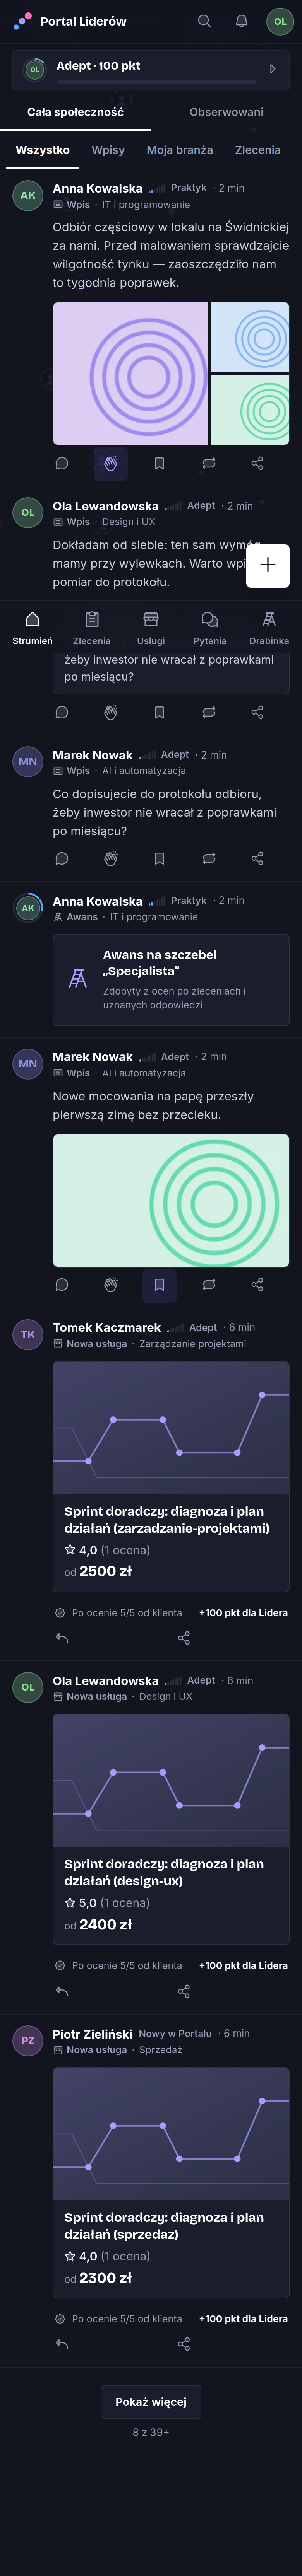 Portal Liderów
OL
OL
Adept · 100 pkt
Cała społeczność
Obserwowani
Wszystko
Wpisy
Moja branża
Zlecenia
AK
Anna Kowalska
Praktyk · 2 min
Wpis · IT i programowanie
Odbiór częściowy w lokalu na Świdnickiej
za nami. Przed malowaniem sprawdzajcie
wilgotność tynku — zaoszczędziło nam
to tygodnia poprawek.
OL
Ola Lewandowska
Adept · 2 min
Wpis · Design i UX
Dokładam od siebie: ten sam
mamy przy wylewkach. Warto
pomiar do protokołu.
Strumień
Zlecenia
Usługi
Pytania
Drabinka
żeby inwestor nie wracał z poprawkami
po miesiącu?
MN
Marek Nowak
Adept · 2 min
Wpis · AI i automatyzacja
Co dopisujecie do protokołu odbioru,
żeby inwestor nie wracał z poprawkami
po miesiącu?
AK
Anna Kowalska
Praktyk · 2 min
Awans · IT i programowanie
Awans na szczebel
„Specjalista”
Zdobyty z ocen po zleceniach i
uznanych odpowiedzi
MN
Marek Nowak
Adept · 2 min
Wpis · AI i automatyzacja
Nowe mocowania na papę przeszły
pierwszą zimę bez przecieku.
TK
Tomek Kaczmarek
Adept · 6 min
Nowa usługa · Zarządzanie projektami
Sprint doradczy: diagnoza i plan
działań (zarzadzanie-projektami)
4,0 (1 ocena)
od 2500 zł
Po ocenie 5/5 od klienta
+100 pkt dla Lidera
OL
Ola Lewandowska
Adept · 6 min
Nowa usługa · Design i UX
Sprint doradczy: diagnoza i plan
działań (design-ux)
5,0 (1 ocena)
od 2400 zł
Po ocenie 5/5 od klienta
+100 pkt dla Lidera
PZ
Piotr Zieliński
Nowy w Portalu · 6 min
Nowa usługa · Sprzedaż
Sprint doradczy: diagnoza i plan
działań (sprzedaz)
4,0 (1 ocena)
od 2300 zł
Po ocenie 5/5 od klienta
+100 pkt dla Lidera
Pokaż więcej
8 z 39+